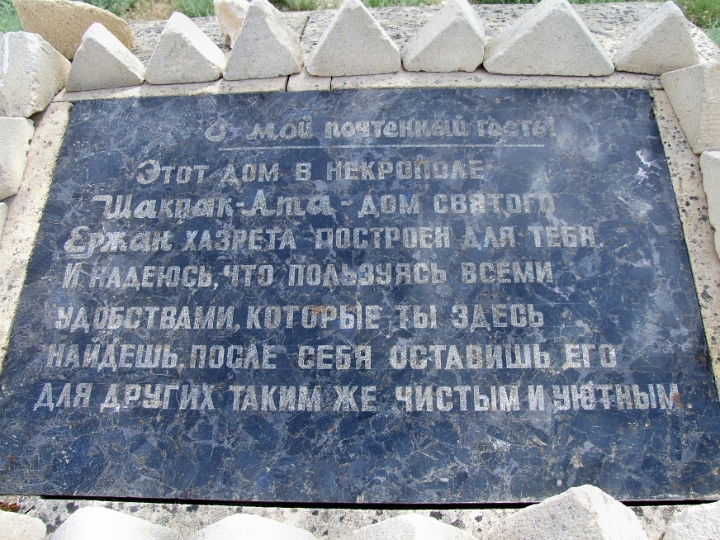 О мой почтенный гость!
Этот дом в некрополе
Шакпак-Ата - дом святого
Ержан хазрета построен для тебя.
И надеюсь, что пользуясь всеми
удобствами, которые ты здесь
найдешь, после себя оставишь его
для других таким же чистым и уютным.